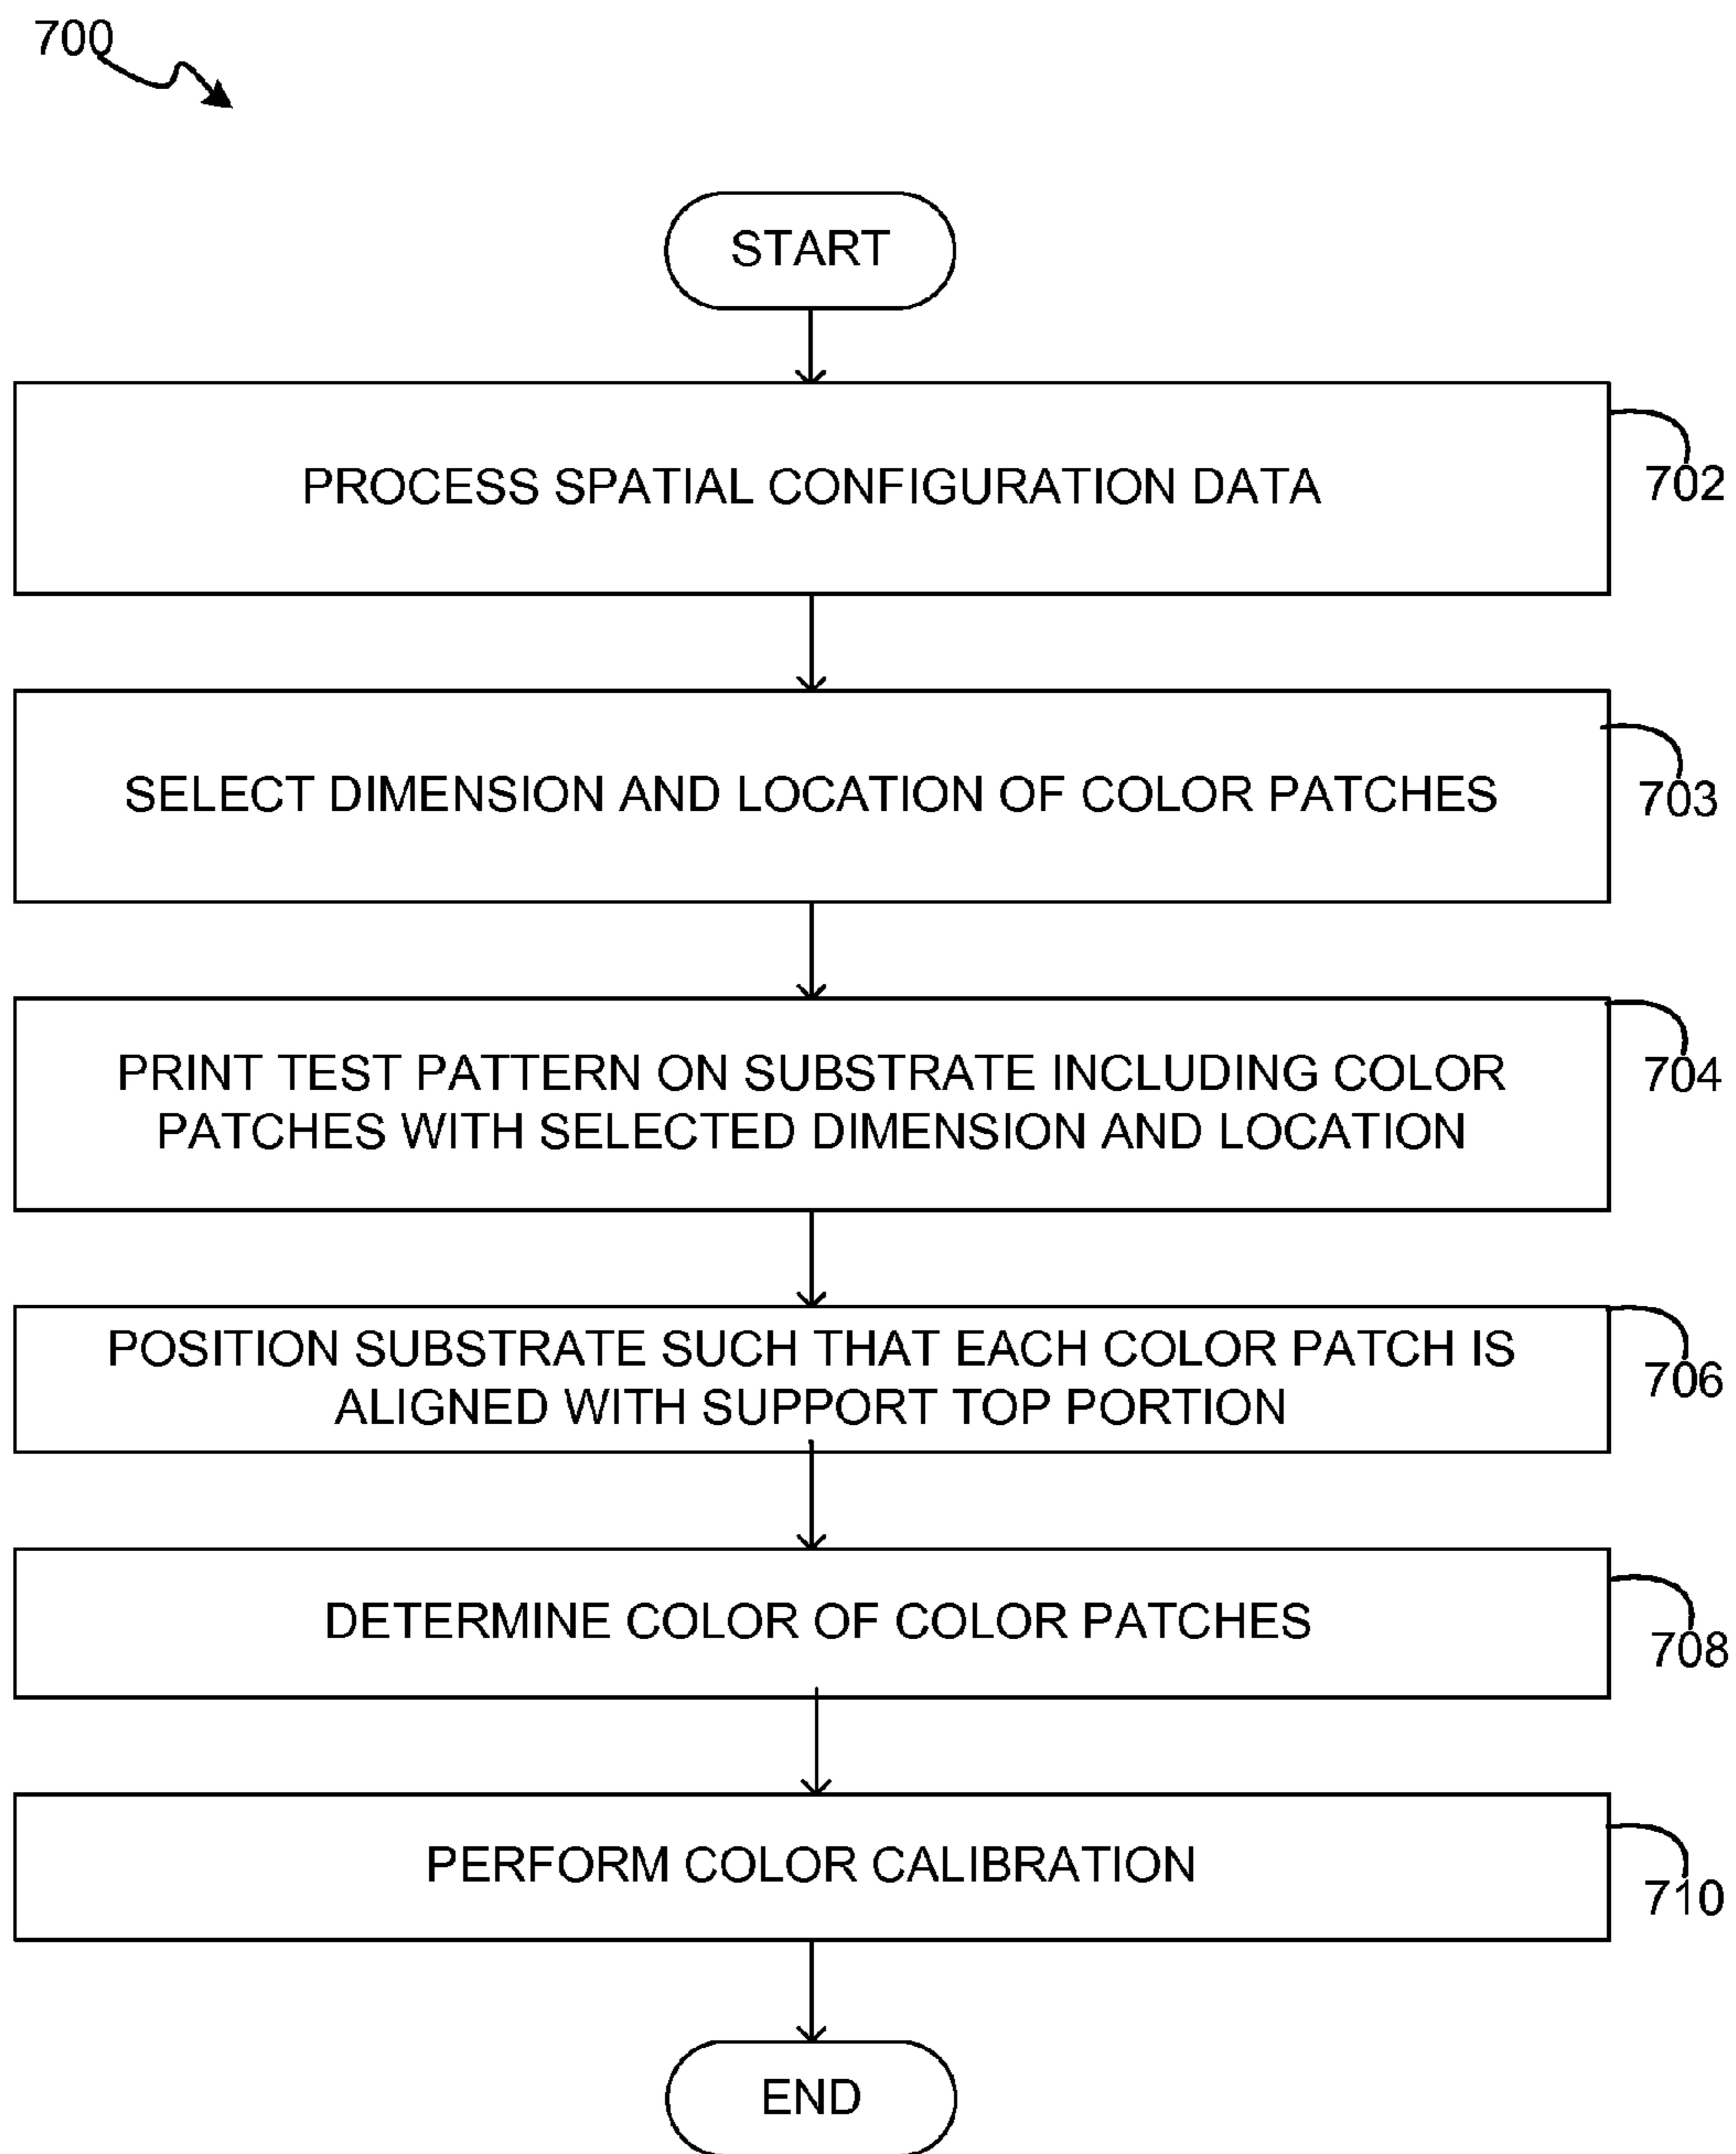 700
START
PROCESS SPATIAL CONFIGURATION DATA
702
SELECT DIMENSION AND LOCATION OF COLOR PATCHES
703
PRINT TEST PATTERN ON SUBSTRATE INCLUDING COLOR
PATCHES WITH SELECTED DIMENSION AND LOCATION
704
POSITION SUBSTRATE SUCH THAT EACH COLOR PATCH IS
ALIGNED WITH SUPPORT TOP PORTION
706
DETERMINE COLOR OF COLOR PATCHES
708
PERFORM COLOR CALIBRATION
710
END